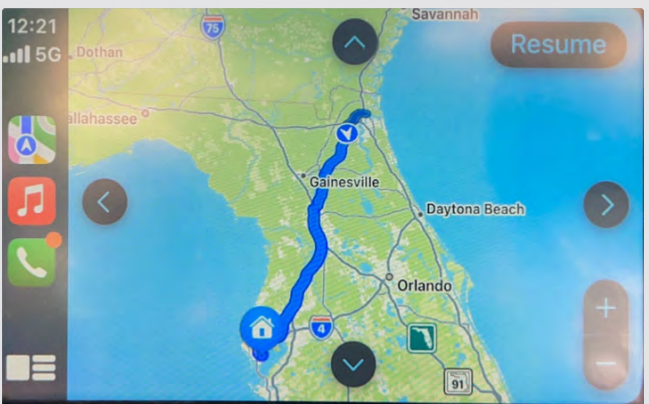 12:21
5G
75
Savannah
Resume
Dothan
allahassee
Gainesville
Daytona Beach
Orlando
4
91